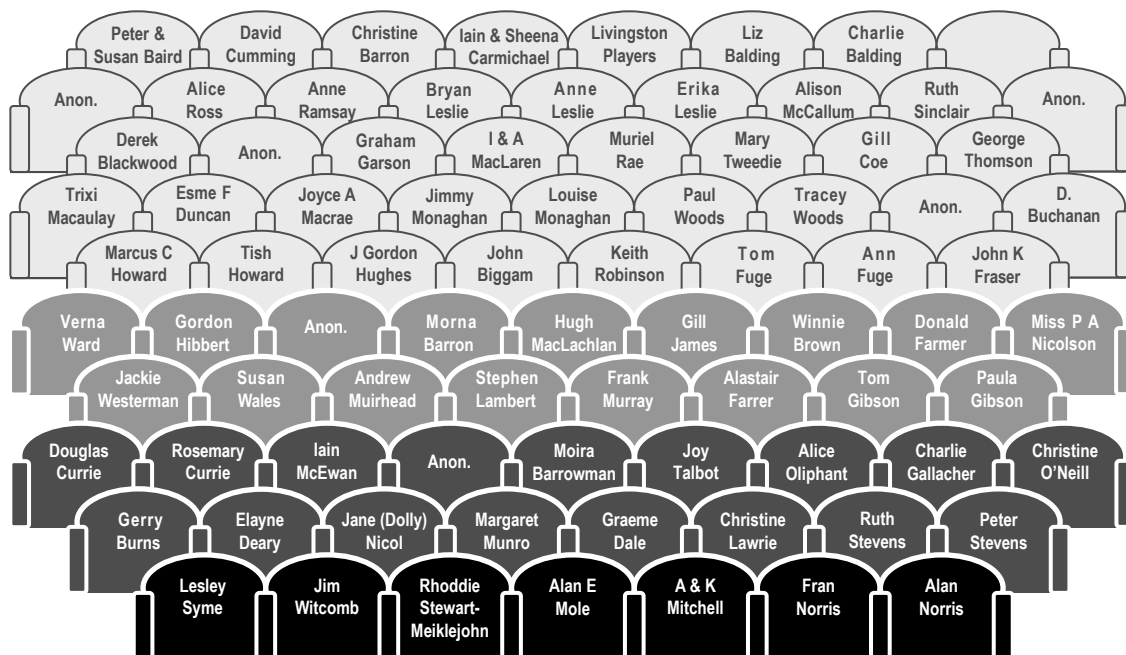 Peter & Susan Baird
David Cumming
Christine Barron
Iain & Sheena Carmichael
Livingston Players
Liz Balding
Charlie Balding
Anon.
Alice Ross
Anne Ramsay
Bryan Leslie
Anne Leslie
Erika Leslie
Alison McCallum
Ruth Sinclair
Anon.
Derek Blackwood
Anon.
Graham Garson
I & A MacLaren
Muriel Rae
Mary Tweedie
Gill Coe
George Thomson
Trixi Macaulay
Esme F Duncan
Joyce A Macrae
Jimmy Monaghan
Louise Monaghan
Paul Woods
Tracey Woods
Anon.
D. Buchanan
Marcus C Howard
Tish Howard
J Gordon Hughes
John Biggam
Keith Robinson
Tom Fuge
Ann Fuge
John K Fraser
Verna Ward
Gordon Hibbert
Anon.
Morna Barron
Hugh MacLachlan
Gill James
Winnie Brown
Donald Farmer
Miss P A Nicolson
Jackie Westerman
Susan Wales
Andrew Muirhead
Stephen Lambert
Frank Murray
Alastair Farrer
Tom Gibson
Paula Gibson
Douglas Currie
Rosemary Currie
Iain McEwan
Anon.
Moira Barrowman
Joy Talbot
Alice Oliphant
Charlie Gallacher
Christine O’Neill
Gerry Burns
Elayne Deary
Jane (Dolly) Nicol
Margaret Munro
Graeme Dale
Christine Lawrie
Ruth Stevens
Peter Stevens
Lesley Syme
Jim Witcomb
Rhoddie Stewart-Meiklejohn
Alan E Mole
A & K Mitchell
Fran Norris
Alan Norris